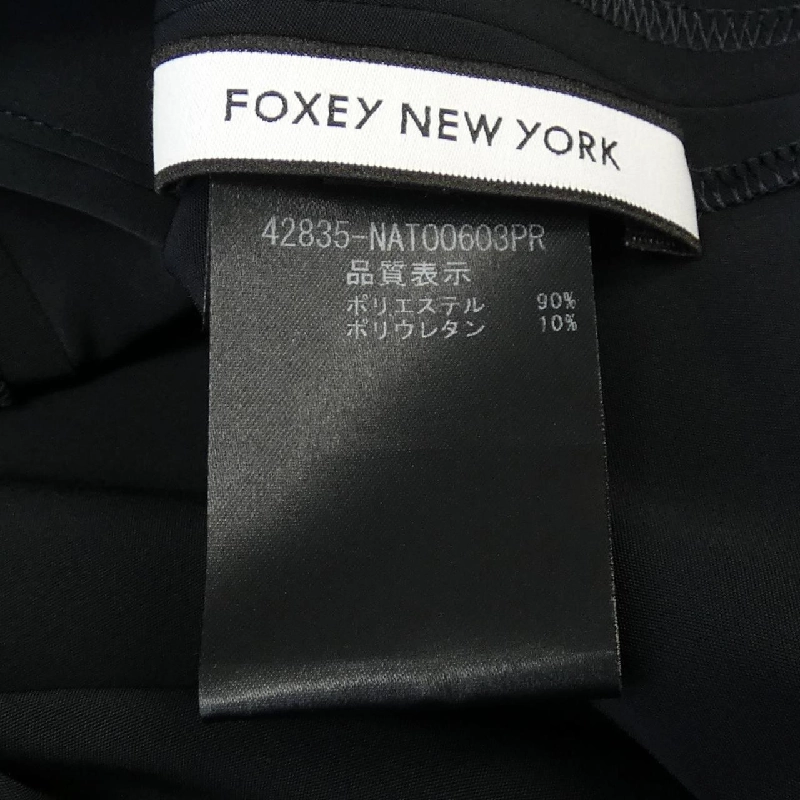 FOXEY NEW YORK
42835-NAT00603PR
品質表示
ポリエステル 90%
ポリウレタン 10%